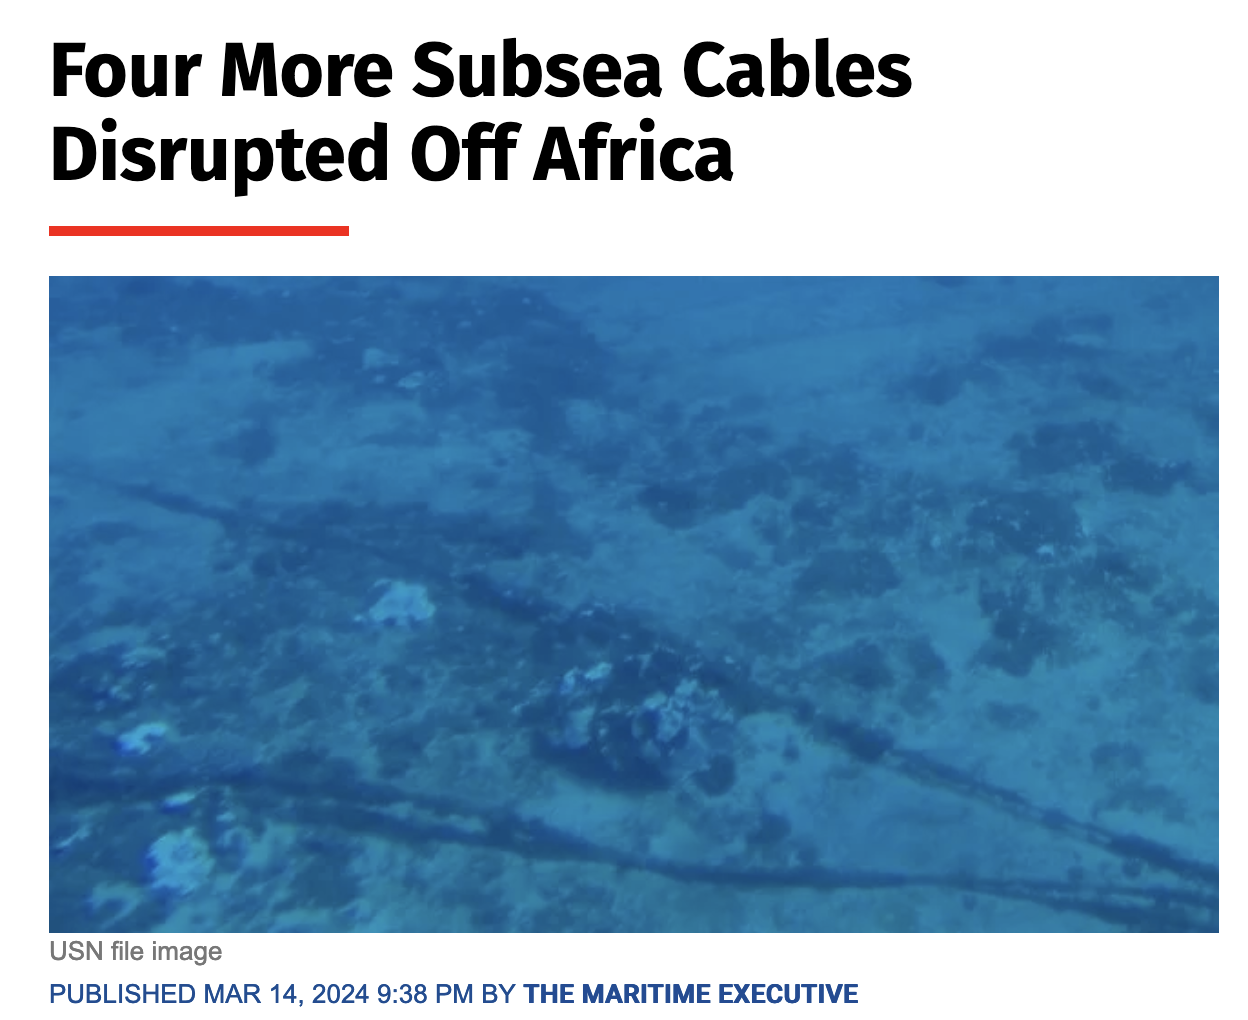 Four More Subsea Cables
Disrupted Off Africa
USN file image
PUBLISHED MAR 14, 2024 9:38 PM BY THE MARITIME EXECUTIVE